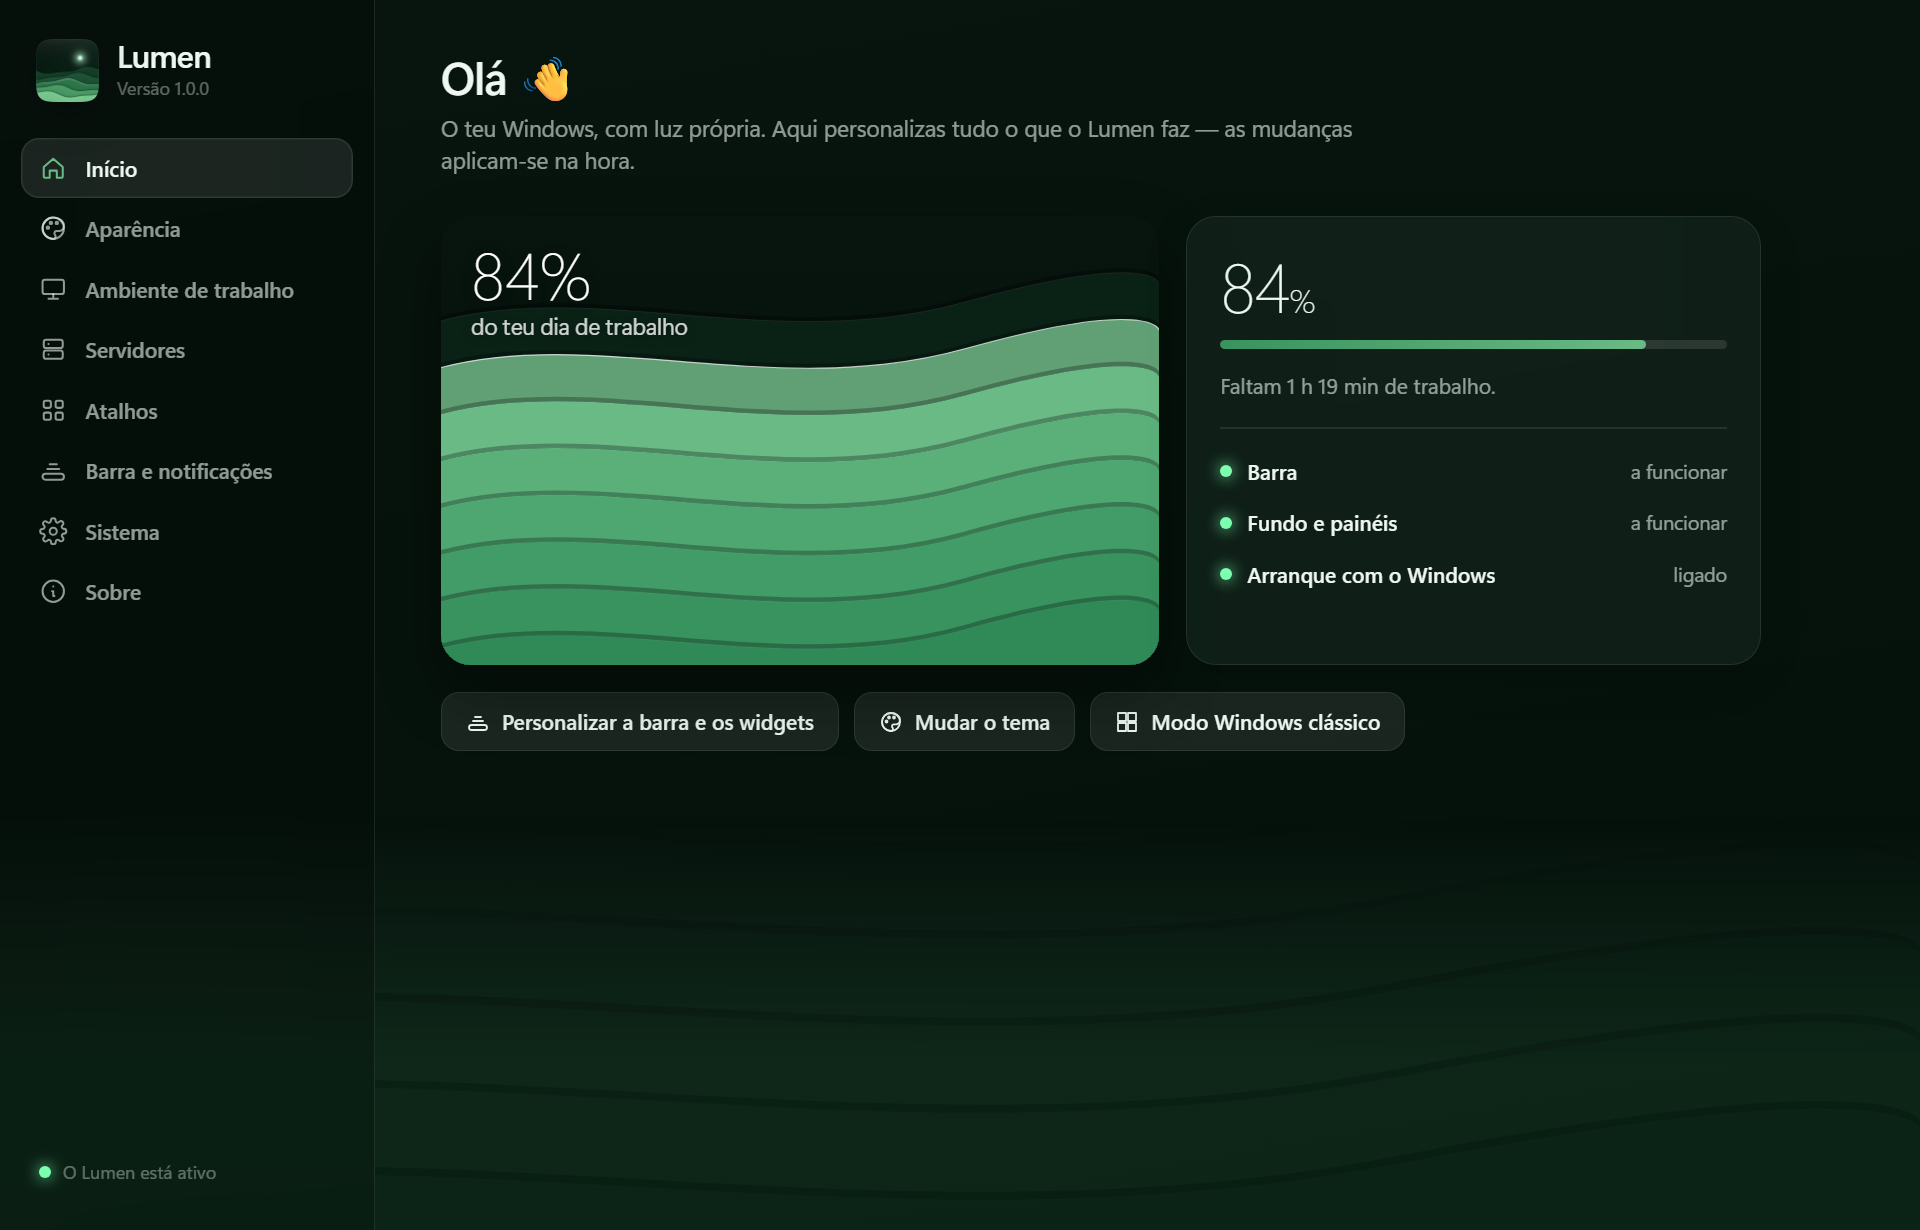 Lumen
Versão 1.0.0
Início
Aparência
Ambiente de trabalho
Servidores
Atalhos
Barra e notificações
Sistema
Sobre
O Lumen está ativo
Olá 👋
O teu Windows, com luz própria. Aqui personalizas tudo o que o Lumen faz — as mudanças
aplicam-se na hora.
84%
do teu dia de trabalho
84%
Faltam 1 h 19 min de trabalho.
Barra a funcionar
Fundo e painéis a funcionar
Arranque com o Windows ligado
Personalizar a barra e os widgets
Mudar o tema
Modo Windows clássico